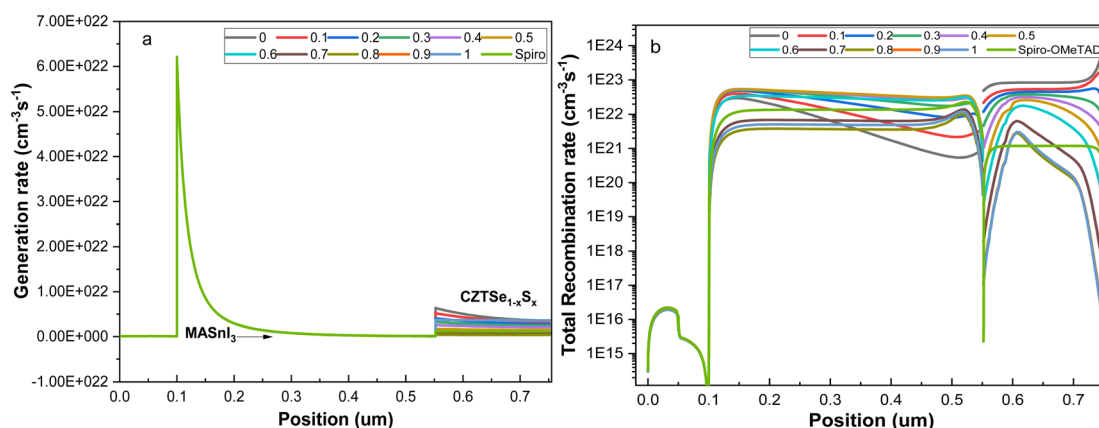 a
0 0.1 0.2 0.3 0.4 0.5
0.6 0.7 0.8 0.9 1 Spiro
7.00E+022
6.00E+022
5.00E+022
4.00E+022
3.00E+022
2.00E+022
1.00E+022
0.00E+000
-1.00E+022
Generation rate (cm-3s-1)
MASnI3
CZTSe1-xSx
0.0 0.1 0.2 0.3 0.4 0.5 0.6 0.7
Position (um)
b
0 0.1 0.2 0.3 0.4 0.5
0.6 0.7 0.8 0.9 1 Spiro-OMeTAD
1E24
1E23
1E22
1E21
1E20
1E19
1E18
1E17
1E16
1E15
Total Recombination rate (cm-3s-1)
0.0 0.1 0.2 0.3 0.4 0.5 0.6 0.7
Position (um)